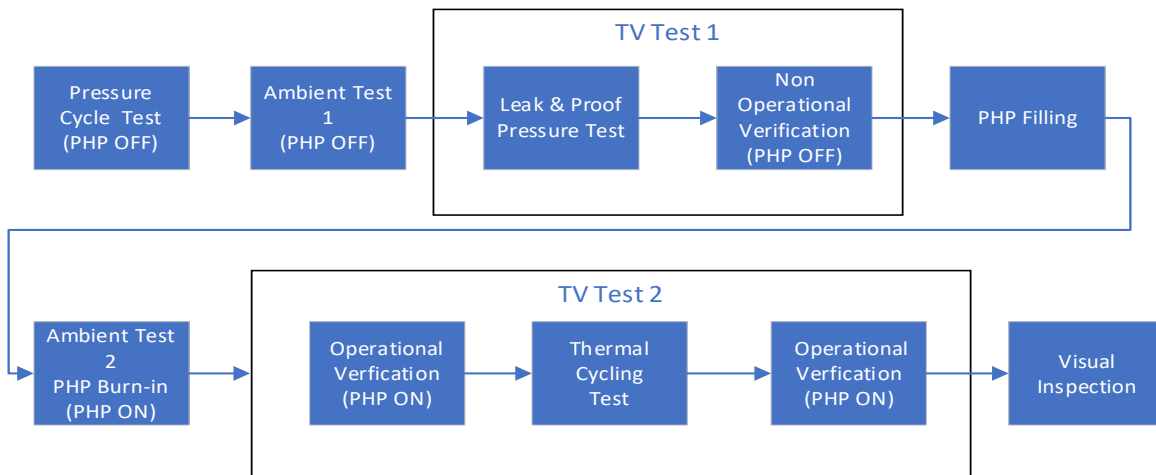 TV Test 1
Pressure
Cycle Test
(PHP OFF)
Ambient Test
1
(PHP OFF)
Leak & Proof
Pressure Test
Non
Operational
Verification
(PHP OFF)
PHP Filling
TV Test 2
Ambient Test
2
PHP Burn-in
(PHP ON)
Operational
Verfication
(PHP ON)
Thermal
Cycling
Test
Operational
Verfication
(PHP ON)
Visual
Inspection